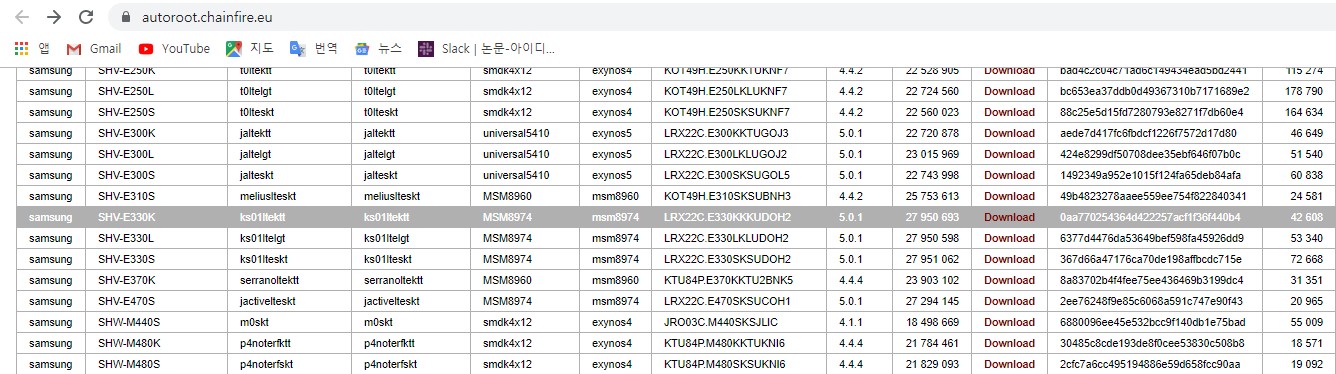 autoroot.chainfire.eu
앱 Gmail YouTube 지도 번역 뉴스 Slack | 논문-아이디...
samsung SHV-E250K t0ltektt t0ltektt smdk4x12 exynos4 KOT49H.E250KKTUKNF7 4.4.2 22 528 905 Download bad4c2c04c71ad6c149434ead5bd2441 115 274
samsung SHV-E250L t0ltelgt t0ltelgt smdk4x12 exynos4 KOT49H.E250LKLUKNF7 4.4.2 22 724 560 Download bc653ea37ddb0d49367310b7171689e2 178 790
samsung SHV-E250S t0lteskt t0lteskt smdk4x12 exynos4 KOT49H.E250SKSUKNF7 4.4.2 22 560 023 Download 88c25e5d15fd7280793e8271f7db60e4 164 634
samsung SHV-E300K jaltektt jaltektt universal5410 exynos5 LRX22C.E300KKTUGOJ3 5.0.1 22 720 878 Download aede7d417fc6fbdcf1226f7572d17d80 46 649
samsung SHV-E300L jaltelgt jaltelgt universal5410 exynos5 LRX22C.E300LKLUGOJ2 5.0.1 23 015 969 Download 424e8299df50708dee35ebf646f07b0c 51 540
samsung SHV-E300S jalteskt jalteskt universal5410 exynos5 LRX22C.E300SKSUGOL5 5.0.1 22 743 998 Download 1492349a952e1015f124fa65deb84afa 60 838
samsung SHV-E310S meliuslteskt meliuslteskt MSM8960 msm8960 KOT49H.E310SKSUBNH3 4.4.2 25 753 613 Download 49b4823278aaee559ee754f822840341 24 581
samsung SHV-E330K ks01ltektt ks01ltektt MSM8974 msm8974 LRX22C.E330KKKUDOH2 5.0.1 27 950 693 Download 0aa770254364d422257acf1f36f440b4 42 608
samsung SHV-E330L ks01ltelgt ks01ltelgt MSM8974 msm8974 LRX22C.E330LKLUDOH2 5.0.1 27 950 598 Download 6377d4476da53649bef598fa45926dd9 53 340
samsung SHV-E330S ks01lteskt ks01lteskt MSM8974 msm8974 LRX22C.E330SKSUDOH2 5.0.1 27 951 062 Download 367d66a47176ca70de198affbcdc715e 72 668
samsung SHV-E370K serranoltektt serranoltektt MSM8960 msm8960 KTU84P.E370KKTU2BNK5 4.4.4 23 903 102 Download 8a83702b4f4fee75ee436469b3199dc4 31 351
samsung SHV-E470S jactivelteskt jactivelteskt MSM8974 msm8974 LRX22C.E470SKSUCOH1 5.0.1 27 294 145 Download 2ee76248f9e85c6068a591c747e90f43 20 965
samsung SHW-M440S m0skt m0skt smdk4x12 exynos4 JRO03C.M440SKSJLIC 4.1.1 18 498 669 Download 6880096ee45e532bcc9f140db1e75bad 55 009
samsung SHW-M480K p4noterfktt p4noterfktt smdk4x12 exynos4 KTU84P.M480KKTUKNI6 4.4.4 21 784 461 Download 30485c8cde193de8f0cee53830c508b8 18 571
samsung SHW-M480S p4noterfskt p4noterfskt smdk4x12 exynos4 KTU84P.M480SKSUKNI6 4.4.4 21 829 093 Download 2cfc7a6cc495194886e59d658fcc90aa 19 092